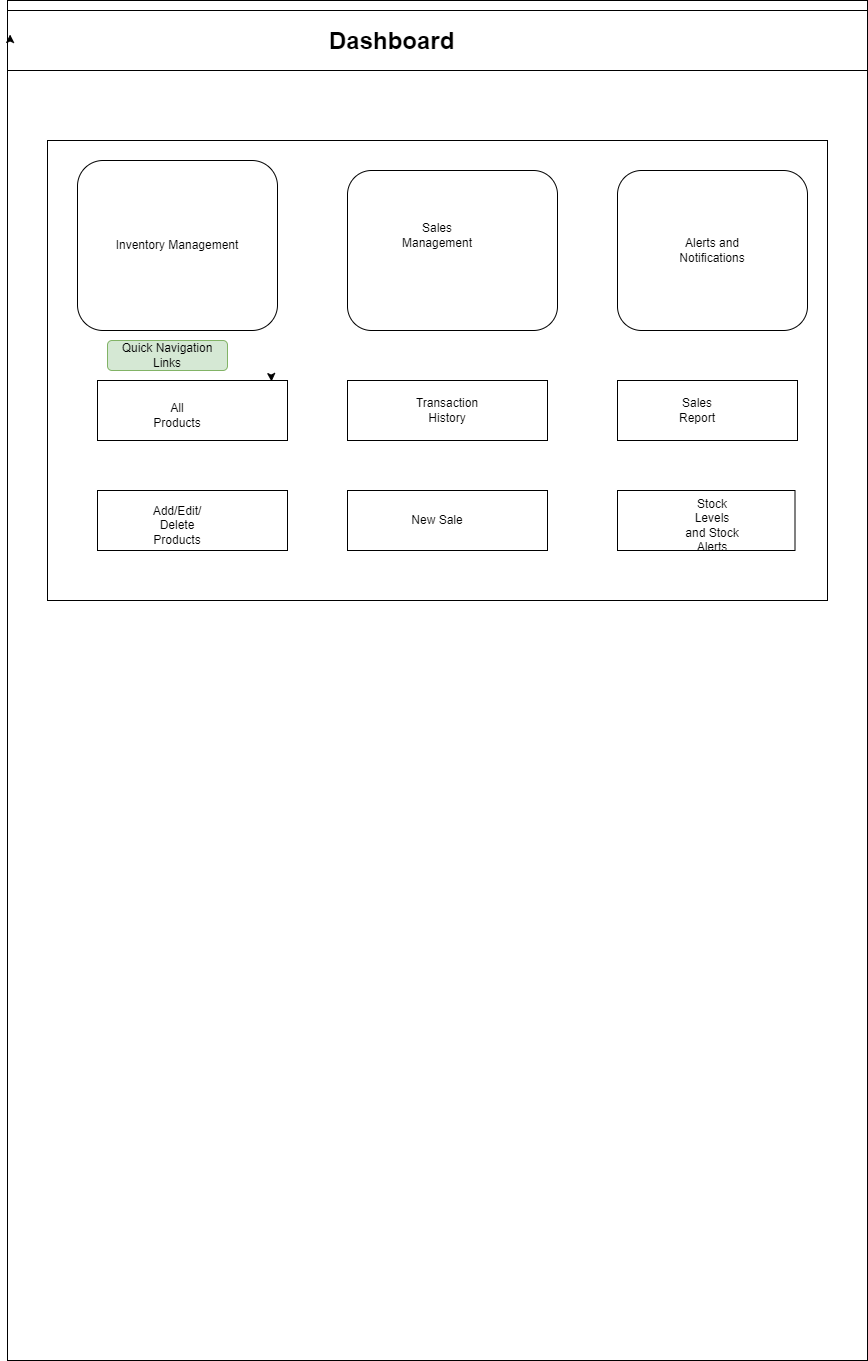 Dashboard
Inventory Management
Sales
Management
Alerts and
Notifications
Quick Navigation
Links
All
Products
Transaction
History
Sales
Report
Add/Edit/
Delete
Products
New Sale
Stock
Levels
and Stock
Alerts